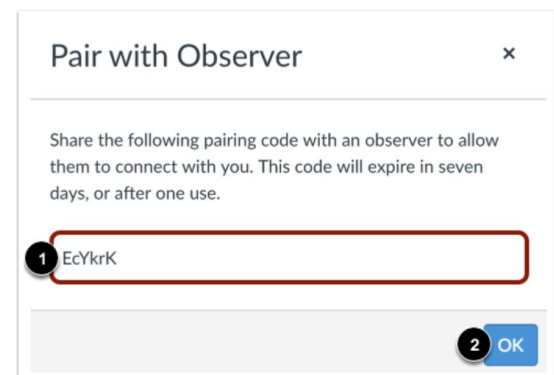 Pair with Observer ×
Share the following pairing code with an observer to allow
them to connect with you. This code will expire in seven
days, or after one use.
1 EcYkrK
2 OK